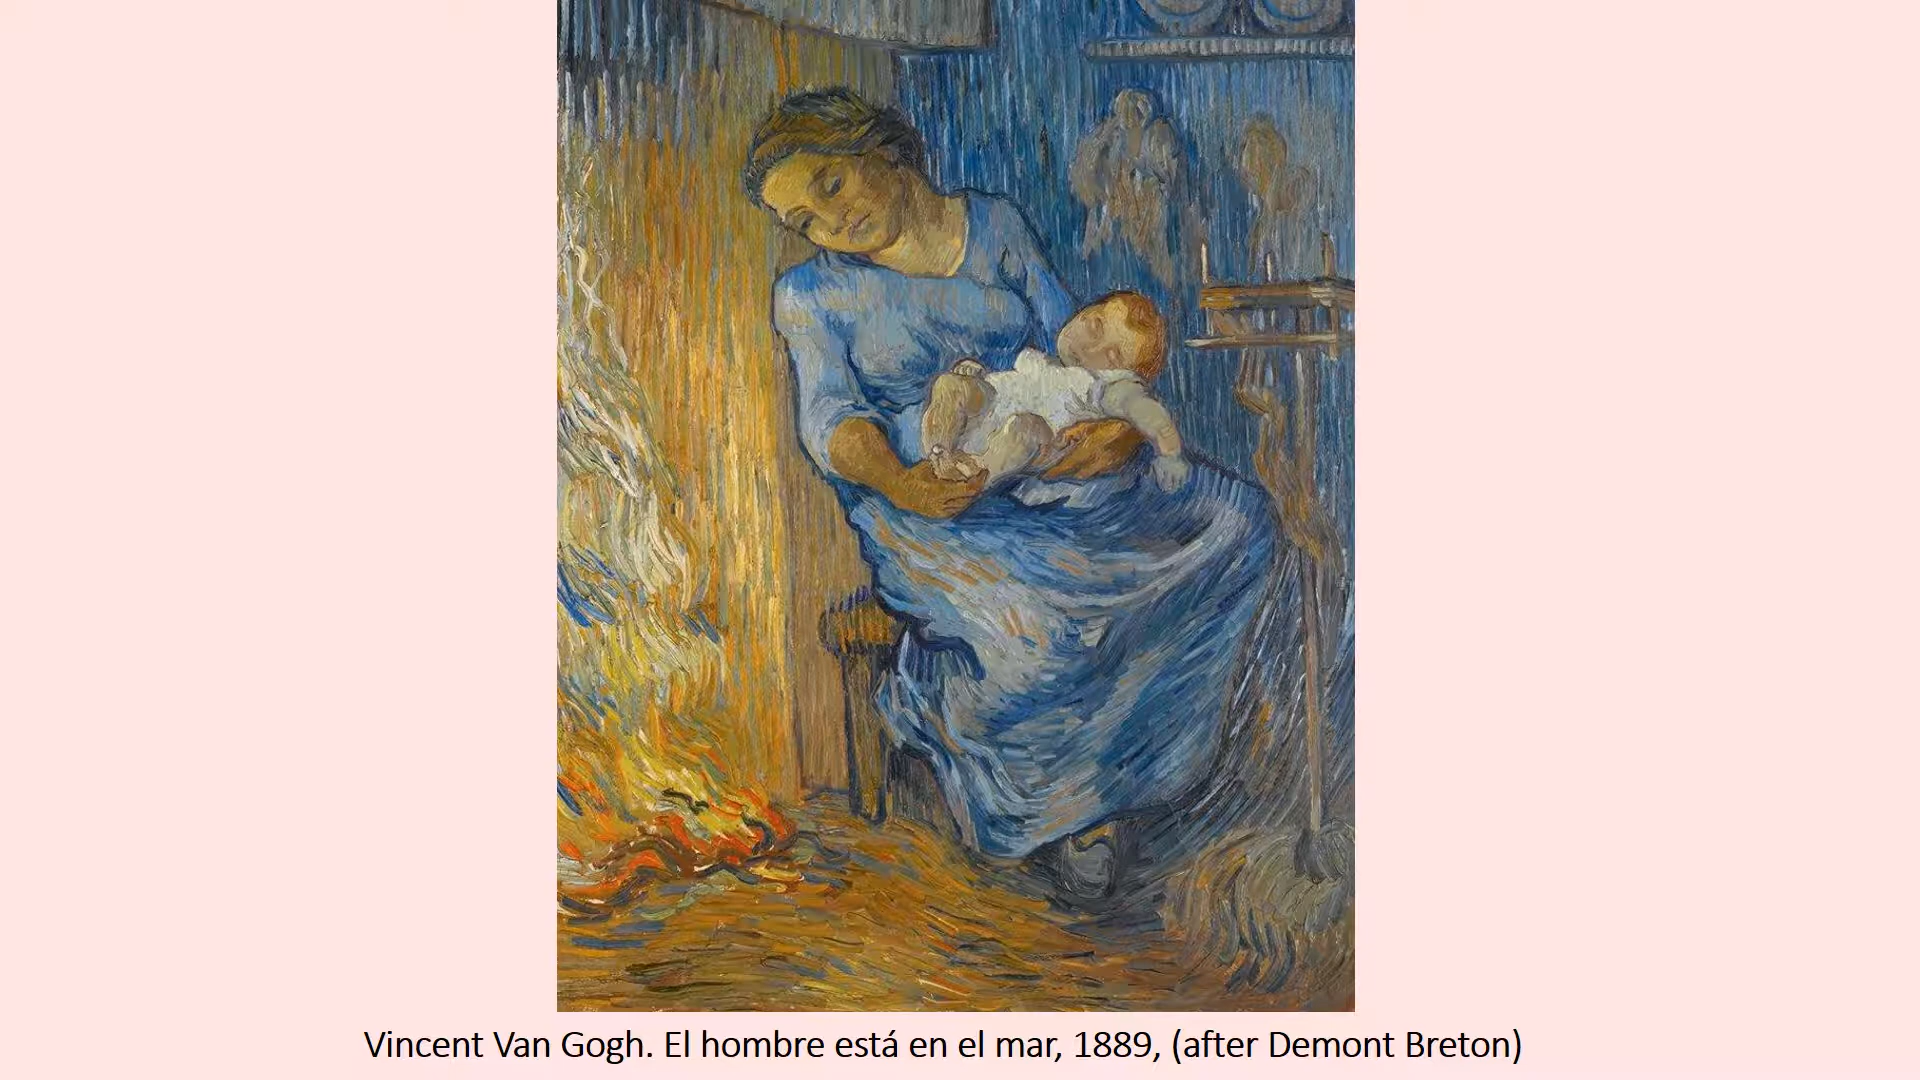 Vincent Van Gogh. El hombre está en el mar, 1889, (after Demont Breton)